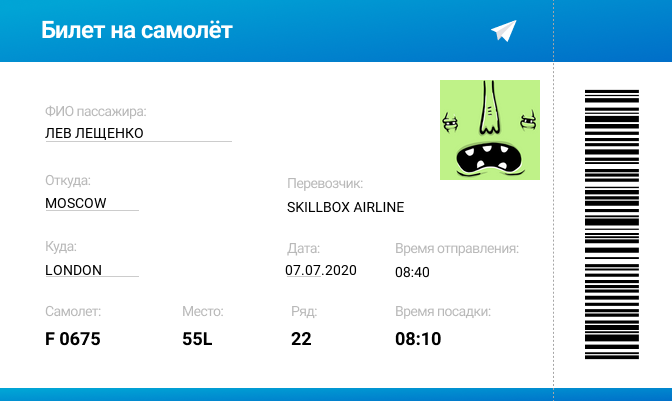 Билет на самолёт
ФИО пассажира:
ЛЕВ ЛЕЩЕНКО
Откуда:
MOSCOW
Перевозчик:
SKILLBOX AIRLINE
Куда:
LONDON
Дата:
07.07.2020
Время отправления:
08:40
Самолет:
F 0675
Место:
55L
Ряд:
22
Время посадки:
08:10